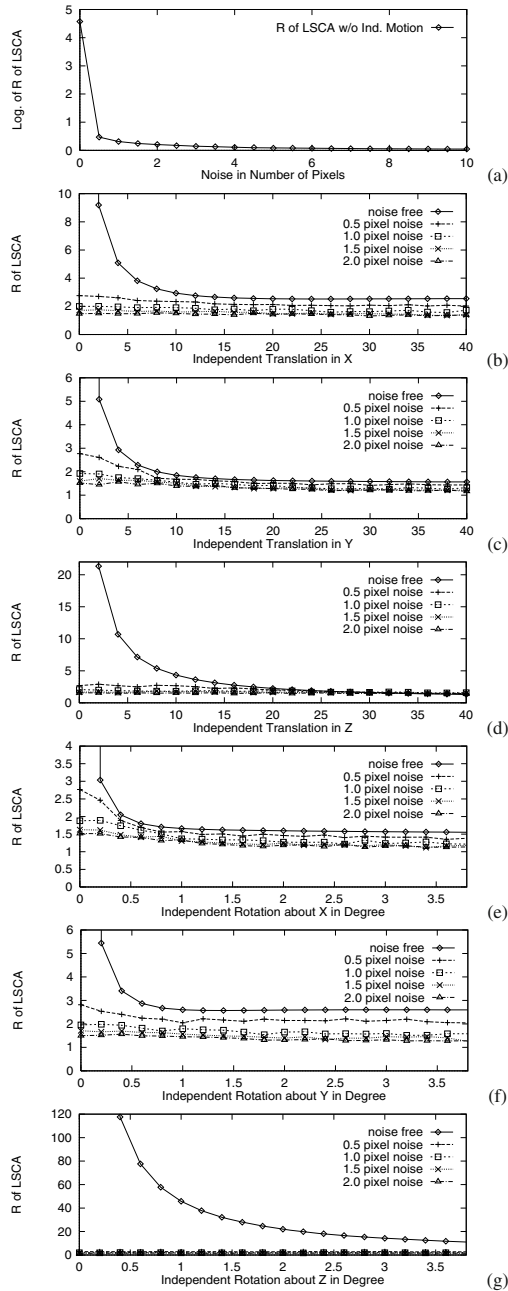 5
4
3
2
1
0
Log. of R of LSCA
R of LSCA w/o Ind. Motion
0 2 4 6 8 10
Noise in Number of Pixels
(a)
10
8
6
4
2
0
R of LSCA
noise free
0.5 pixel noise
1.0 pixel noise
1.5 pixel noise
2.0 pixel noise
0 5 10 15 20 25 30 35 40
Independent Translation in X
(b)
6
5
4
3
2
1
0
R of LSCA
noise free
0.5 pixel noise
1.0 pixel noise
1.5 pixel noise
2.0 pixel noise
0 5 10 15 20 25 30 35 40
Independent Translation in Y
(c)
20
15
10
5
0
R of LSCA
noise free
0.5 pixel noise
1.0 pixel noise
1.5 pixel noise
2.0 pixel noise
0 5 10 15 20 25 30 35 40
Independent Translation in Z
(d)
4
3.5
3
2.5
2
1.5
1
0.5
0
R of LSCA
noise free
0.5 pixel noise
1.0 pixel noise
1.5 pixel noise
2.0 pixel noise
0 0.5 1 1.5 2 2.5 3 3.5
Independent Rotation about X in Degree
(e)
6
5
4
3
2
1
0
R of LSCA
noise free
0.5 pixel noise
1.0 pixel noise
1.5 pixel noise
2.0 pixel noise
0 0.5 1 1.5 2 2.5 3 3.5
Independent Rotation about Y in Degree
(f)
120
100
80
60
40
20
0
R of LSCA
noise free
0.5 pixel noise
1.0 pixel noise
1.5 pixel noise
2.0 pixel noise
0 0.5 1 1.5 2 2.5 3 3.5
Independent Rotation about Z in Degree
(g)